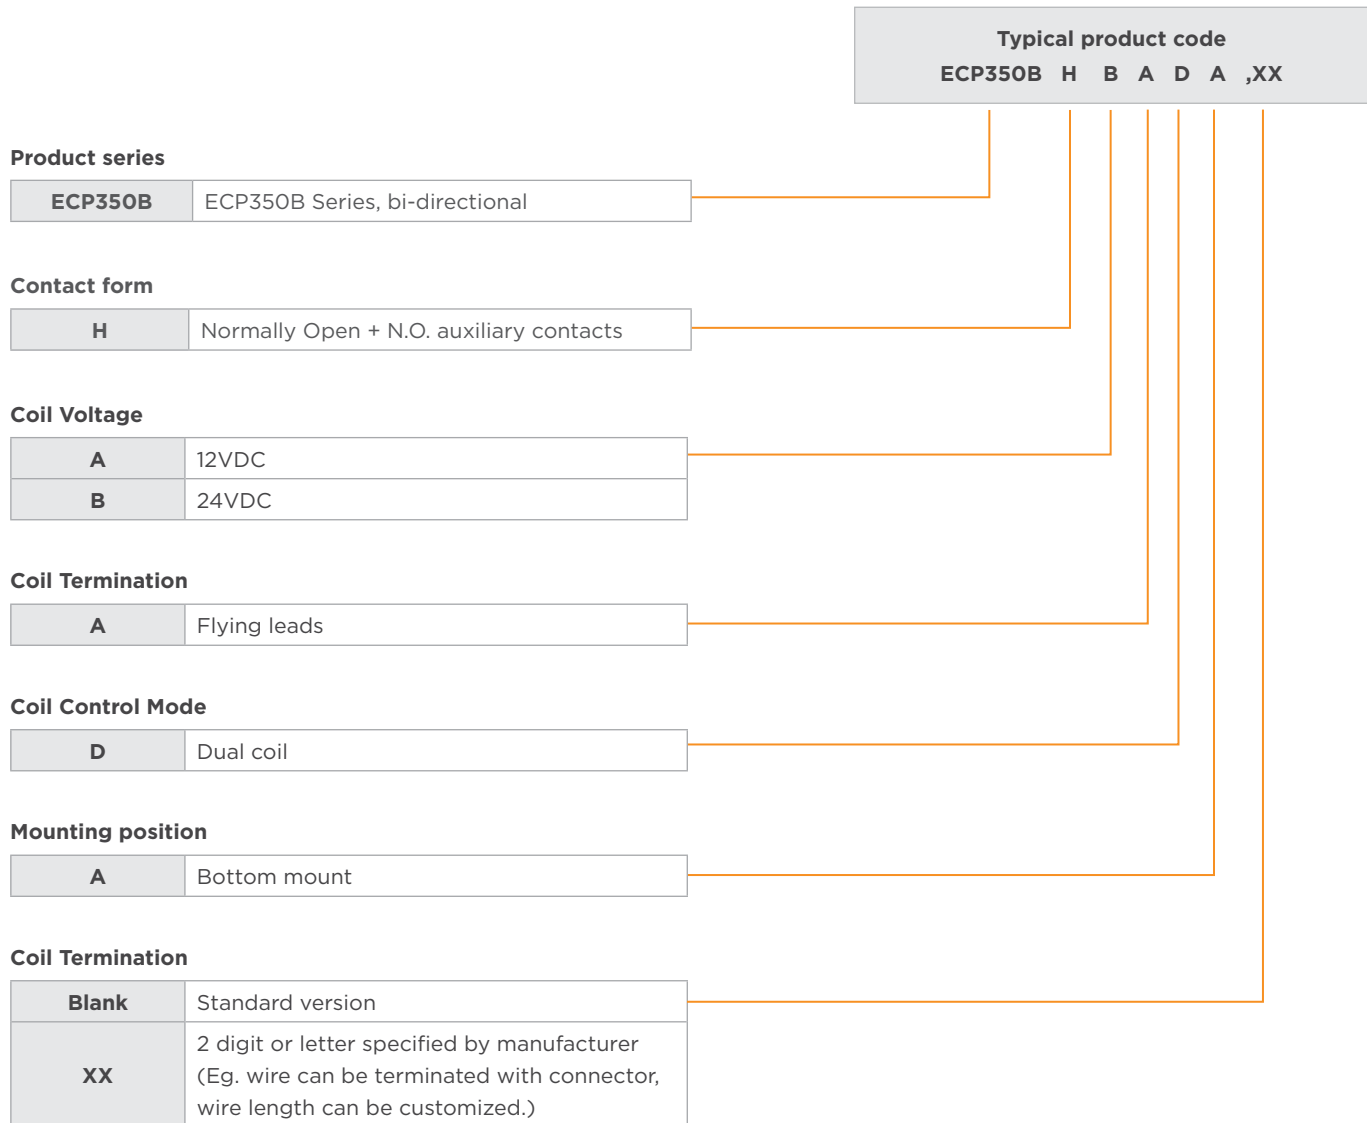 Typical product code
ECP350B H B A D A ,XX
Product series
ECP350B ECP350B Series, bi-directional
Contact form
H Normally Open + N.O. auxiliary contacts
Coil Voltage
A 12VDC
B 24VDC
Coil Termination
A Flying leads
Coil Control Mode
D Dual coil
Mounting position
A Bottom mount
Coil Termination
Blank Standard version
XX 2 digit or letter specified by manufacturer
(Eg. wire can be terminated with connector,
wire length can be customized.)